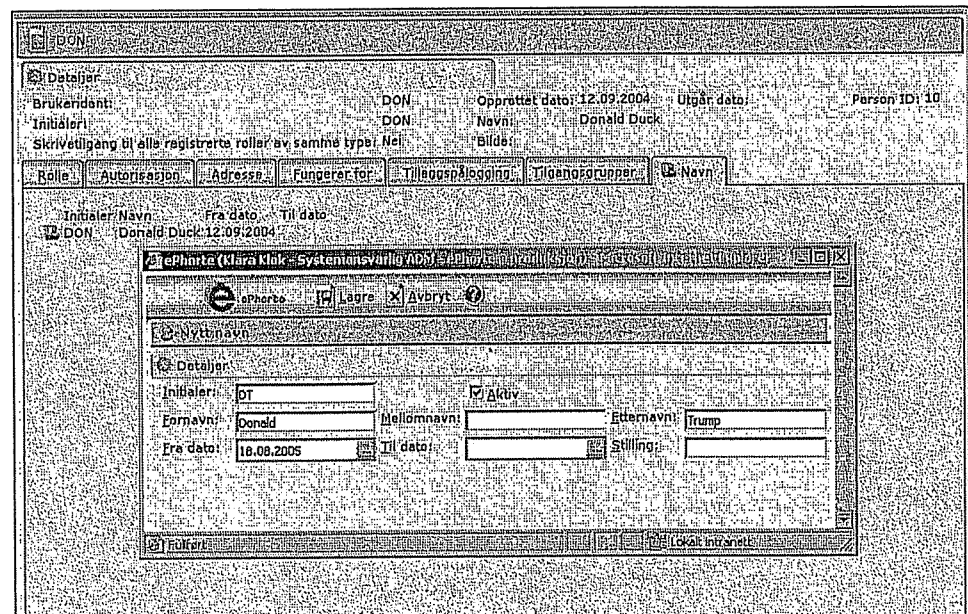 DON
Detaljer
Brukerident: DON Opprettet dato: 12.09.2004 Utgår dato: Person ID: 10
Initialer: DON Navn: Donald Duck
Skrivetilgang til alle registrerte roller av samme type: Nei Bilde:
Rolle Autorisasjon Adresse Fungerer for Tilleggspålogging Tilgangsgrupper Navn
Initialer Navn Fra dato Til dato
DON Donald Duck 12.09.2004
ePhorte (Klara Klok - Systemansvarlig /
ePhorte Lagre Avbryt
Nytt navn
Detaljer
Initialer: DT Aktiv
Fornavn: Donald Mellomnavn: Etternavn: Trump
Fra dato: 18.08.2005 Til dato: Stilling:
Fullført Lokalt intranett